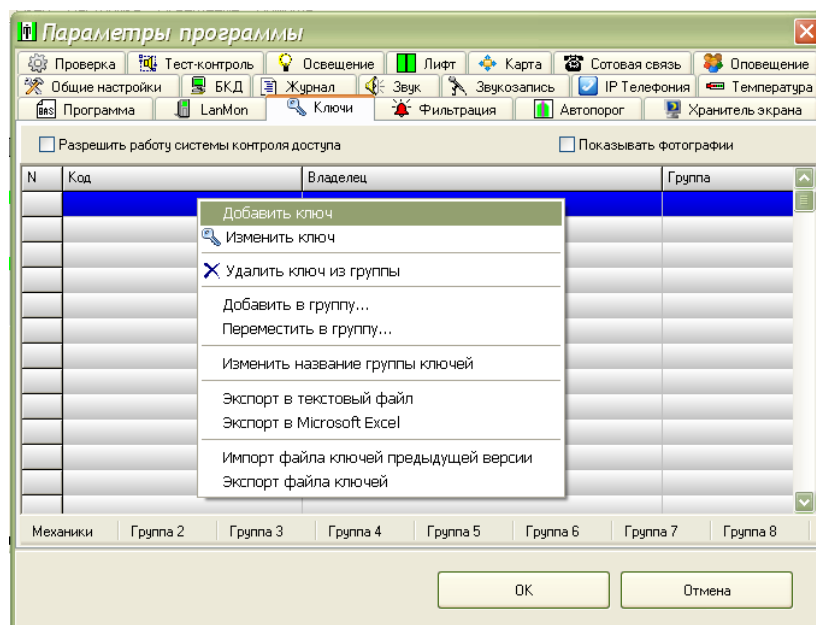 Параметры программы
Проверка Тест-контроль Освещение Лифт Карта Сотовая связь Оповещение
Общие настройки БКД Журнал Звук Звукозапись IP Телефония Температура
Программа LanMon Ключи Фильтрация Автопорог Хранитель экрана
Разрешить работу системы контроля доступа Показывать фотографии
N Код Владелец Группа
Добавить ключ
Изменить ключ
Удалить ключ из группы
Добавить в группу...
Переместить в группу...
Изменить название группы ключей
Экспорт в текстовый файл
Экспорт в Microsoft Excel
Импорт файла ключей предыдущей версии
Экспорт файла ключей
Механики Группа 2 Группа 3 Группа 4 Группа 5 Группа 6 Группа 7 Группа 8
OK Отмена